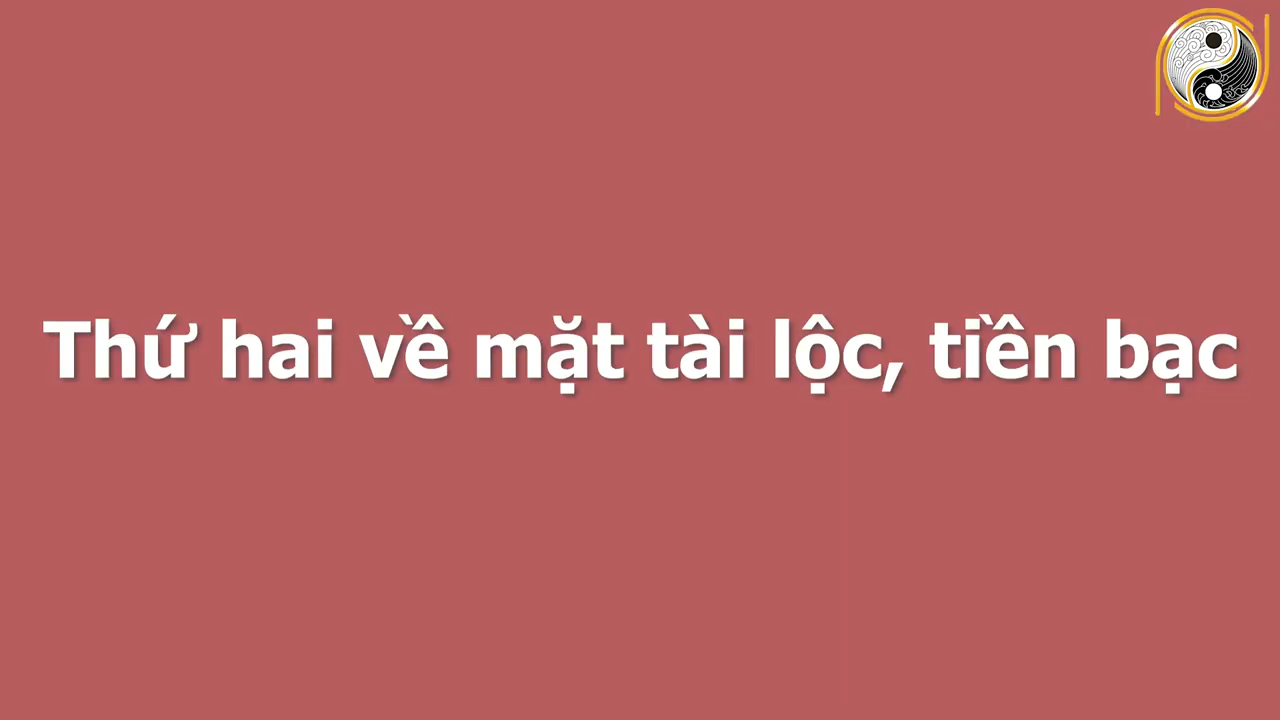 Thứ hai về mặt tài lộc, tiền bạc